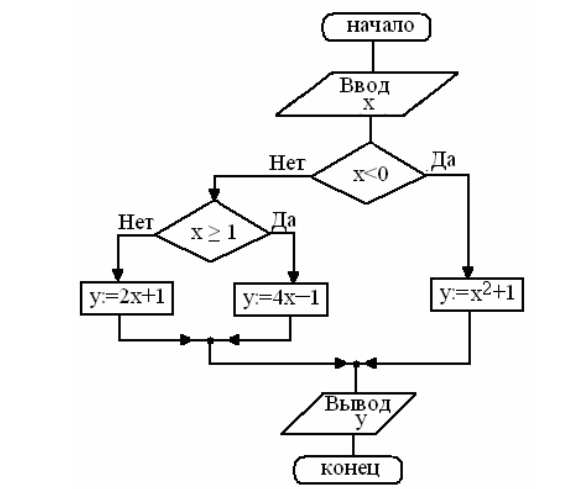 начало
Ввод
x
Нет
Да
x<0
Нет
Да
x ≥ 1
y:=2x+1
y:=4x−1
y:=x²+1
Вывод
y
конец